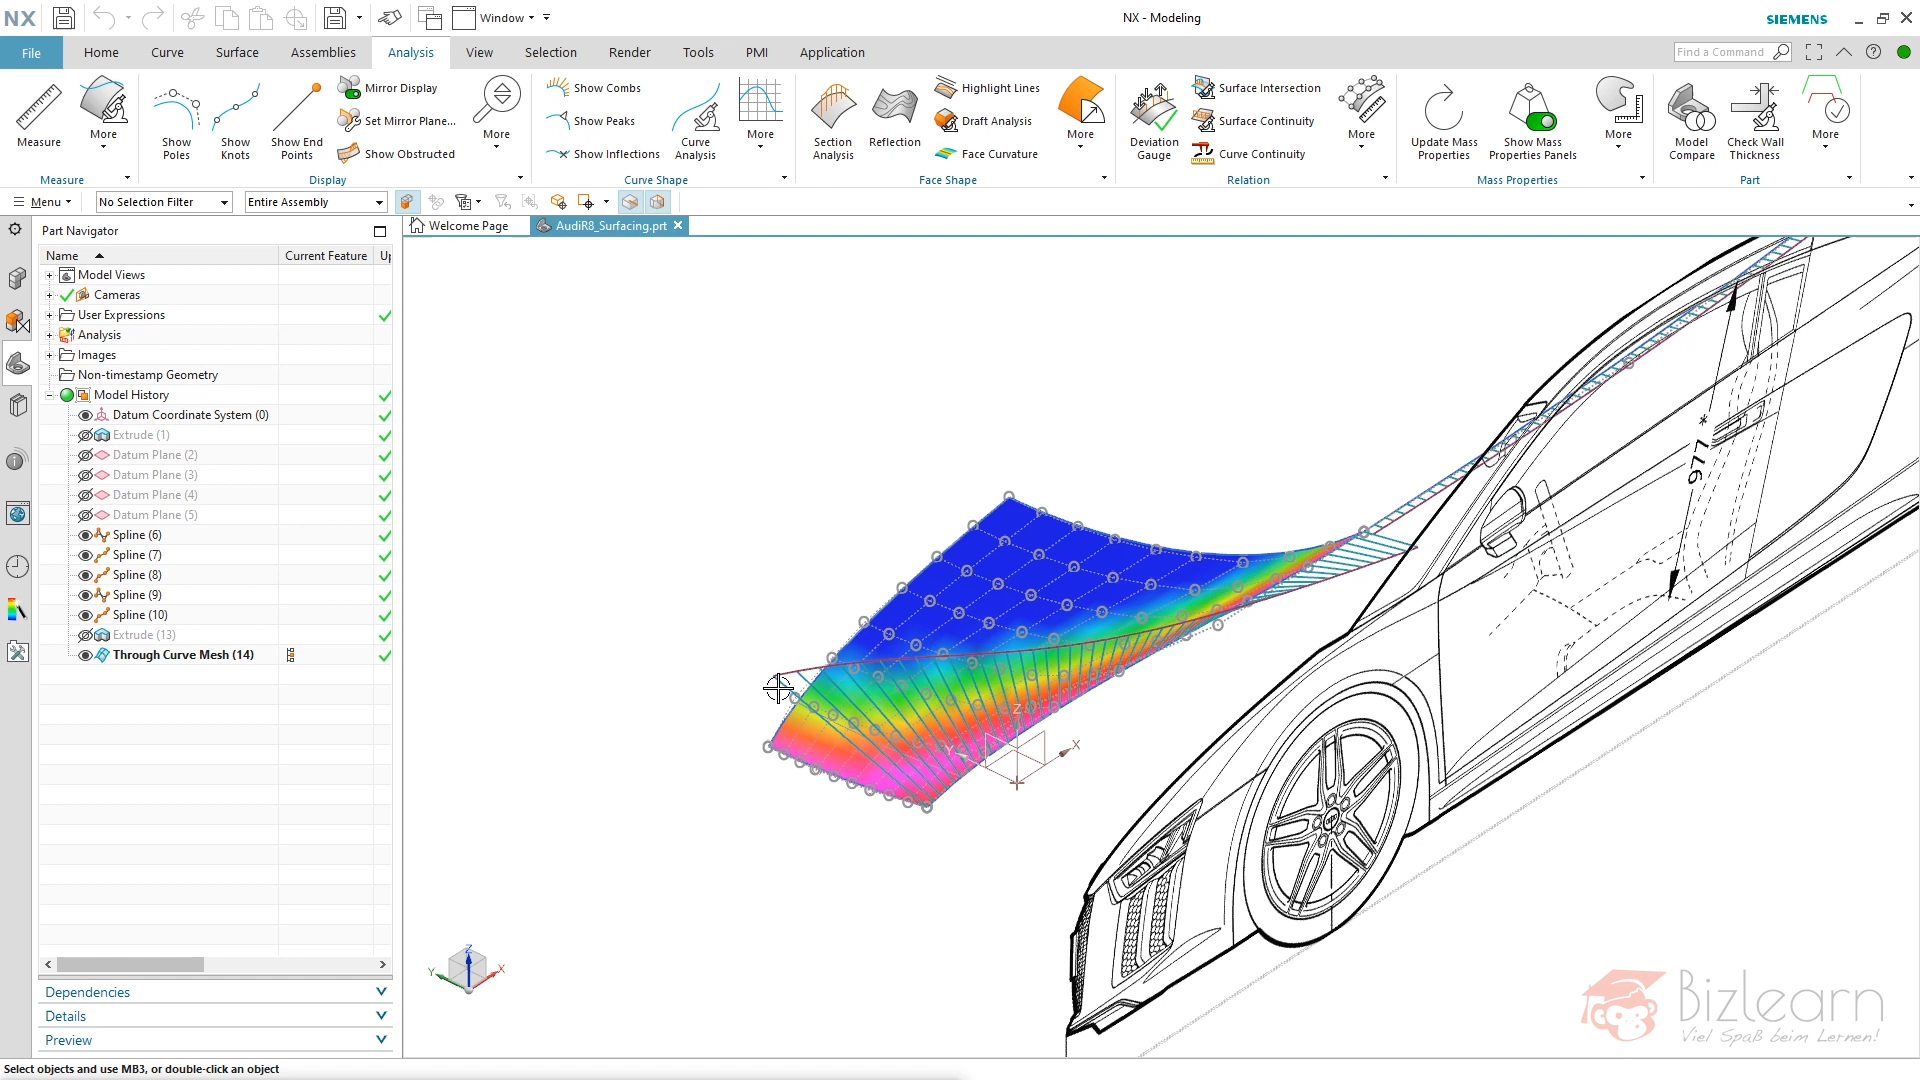 NX
Window
NX - Modeling
SIEMENS
File
Home
Curve
Surface
Assemblies
Analysis
View
Selection
Render
Tools
PMI
Application
Find a Command
Measure
More
Show
Poles
Show
Knots
Show End
Points
Mirror Display
Set Mirror Plane...
Show Obstructed
More
Show Combs
Show Peaks
Show Inflections
Curve
Analysis
More
Section
Analysis
Reflection
Highlight Lines
Draft Analysis
Face Curvature
More
Deviation
Gauge
Surface Intersection
Surface Continuity
Curve Continuity
More
Update Mass
Properties
Show Mass
Properties Panels
More
Model
Compare
Check Wall
Thickness
More
Measure
Display
Curve Shape
Face Shape
Relation
Mass Properties
Part
Menu
No Selection Filter
Entire Assembly
Part Navigator
Welcome Page
AudiR8_Surfacing.prt
Name
Current Feature
Model Views
Cameras
User Expressions
Analysis
Images
Non-timestamp Geometry
Model History
Datum Coordinate System (0)
Extrude (1)
Datum Plane (2)
Datum Plane (3)
Datum Plane (4)
Datum Plane (5)
Spline (6)
Spline (7)
Spline (8)
Spline (9)
Spline (10)
Extrude (13)
Through Curve Mesh (14)
977 *
Z
Y
X
Z
Y
X
Dependencies
Details
Preview
Bizlearn
Viel Spaß beim Lernen!
Select objects and use MB3, or double-click an object